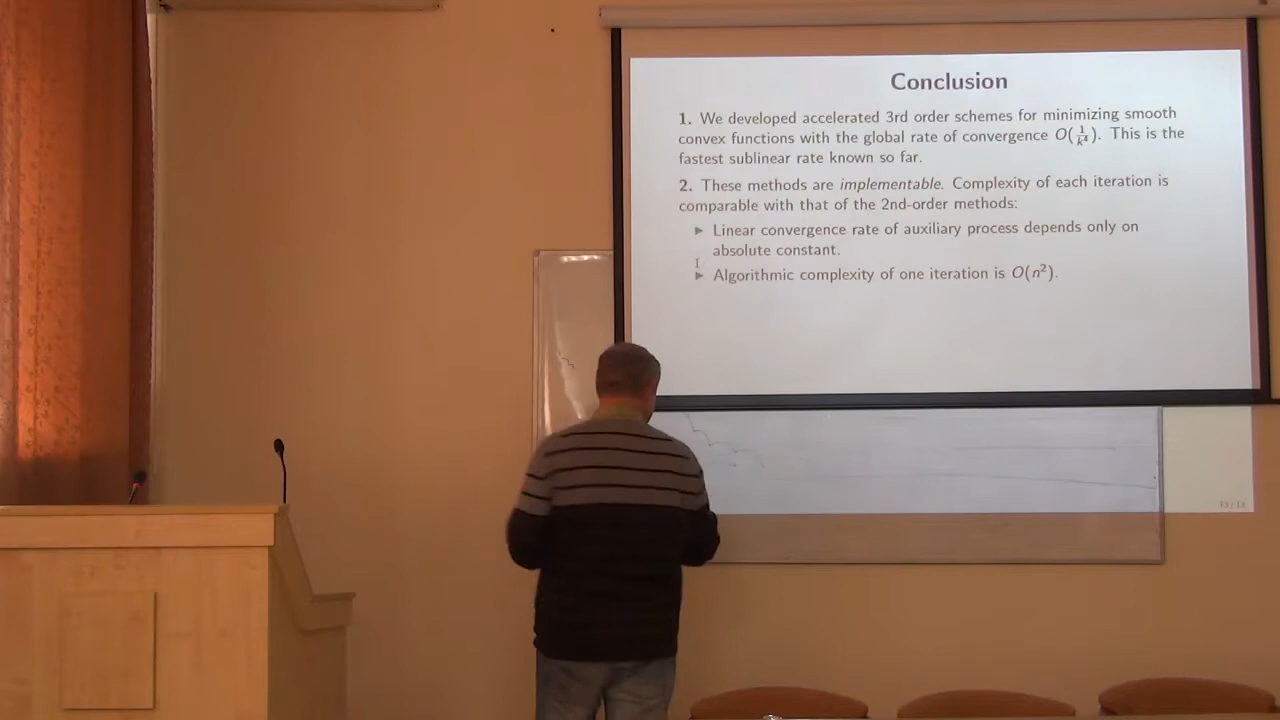 Conclusion
1. We developed accelerated 3rd order schemes for minimizing smooth
convex functions with the global rate of convergence O(1/k⁴). This is the
fastest sublinear rate known so far.
2. These methods are implementable. Complexity of each iteration is
comparable with that of the 2nd-order methods:
► Linear convergence rate of auxiliary process depends only on
absolute constant.
► Algorithmic complexity of one iteration is O(n²).